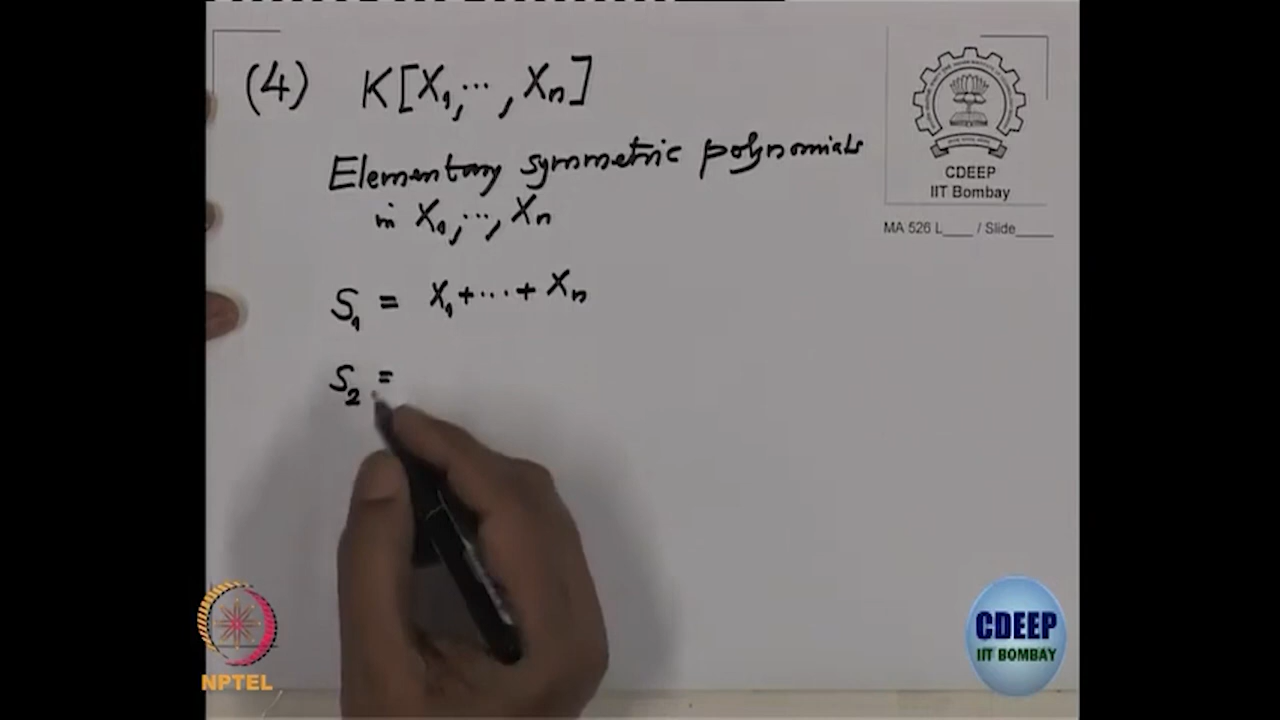 (4) K[X₁,⋯,Xₙ]
Elementary symmetric polynomials
in X₁,⋯,Xₙ
S₁ = X₁+⋯+Xₙ
S₂ =
CDEEP
IIT Bombay
MA 526 L____ / Slide_____
NPTEL
CDEEP
IIT BOMBAY